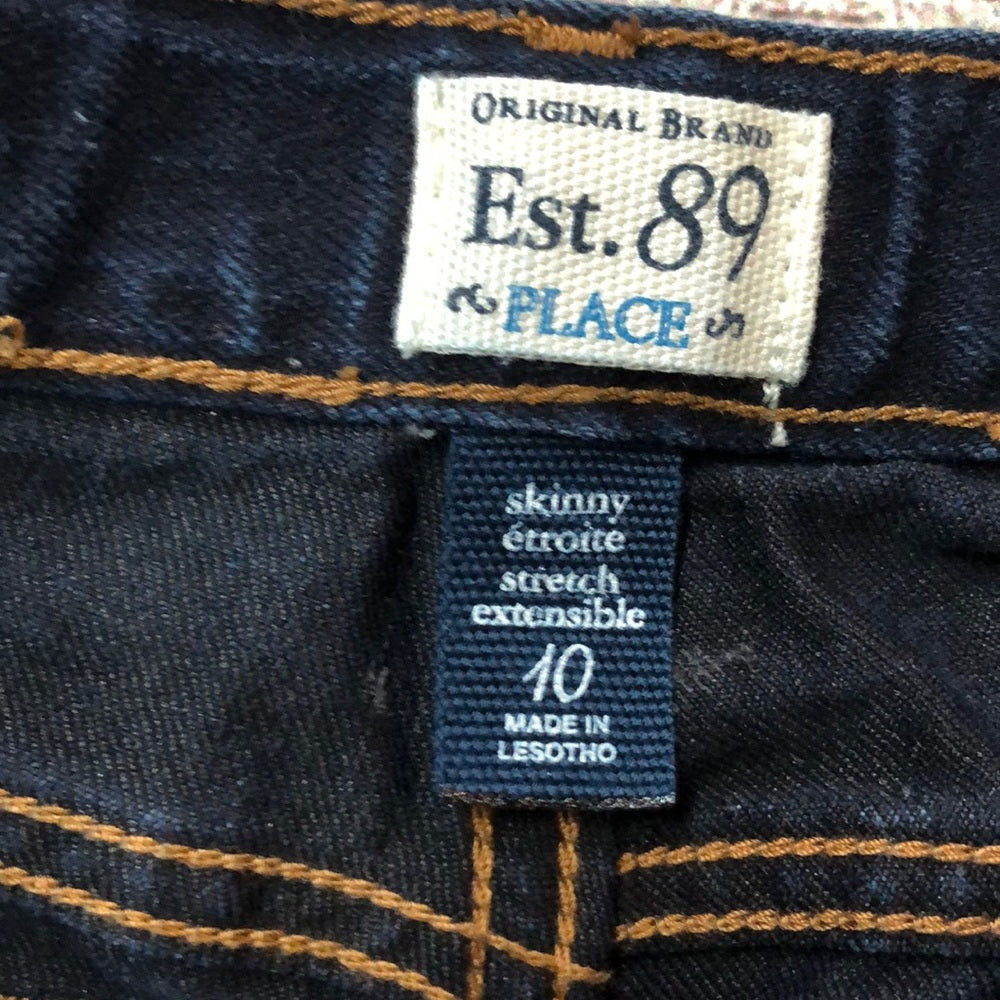 ORIGINAL BRAND
Est. 89
PLACE
skinny
étroite
stretch
extensible
10
MADE IN
LESOTHO